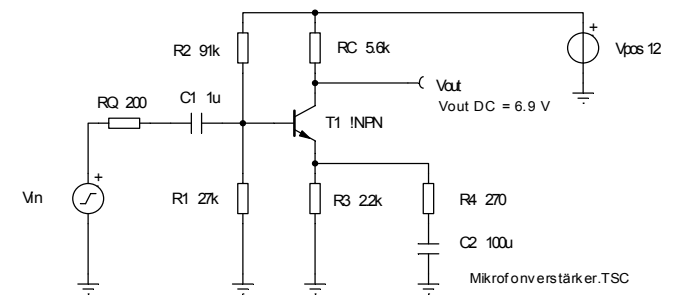 R2 91k
RC 5.6k
Vpos 12
RQ 200
C1 1u
Vout
Vout DC = 6.9 V
T1 !NPN
Vin
R1 27k
R3 2.2k
R4 270
C2 100u
Mikrofonverstärker.TSC